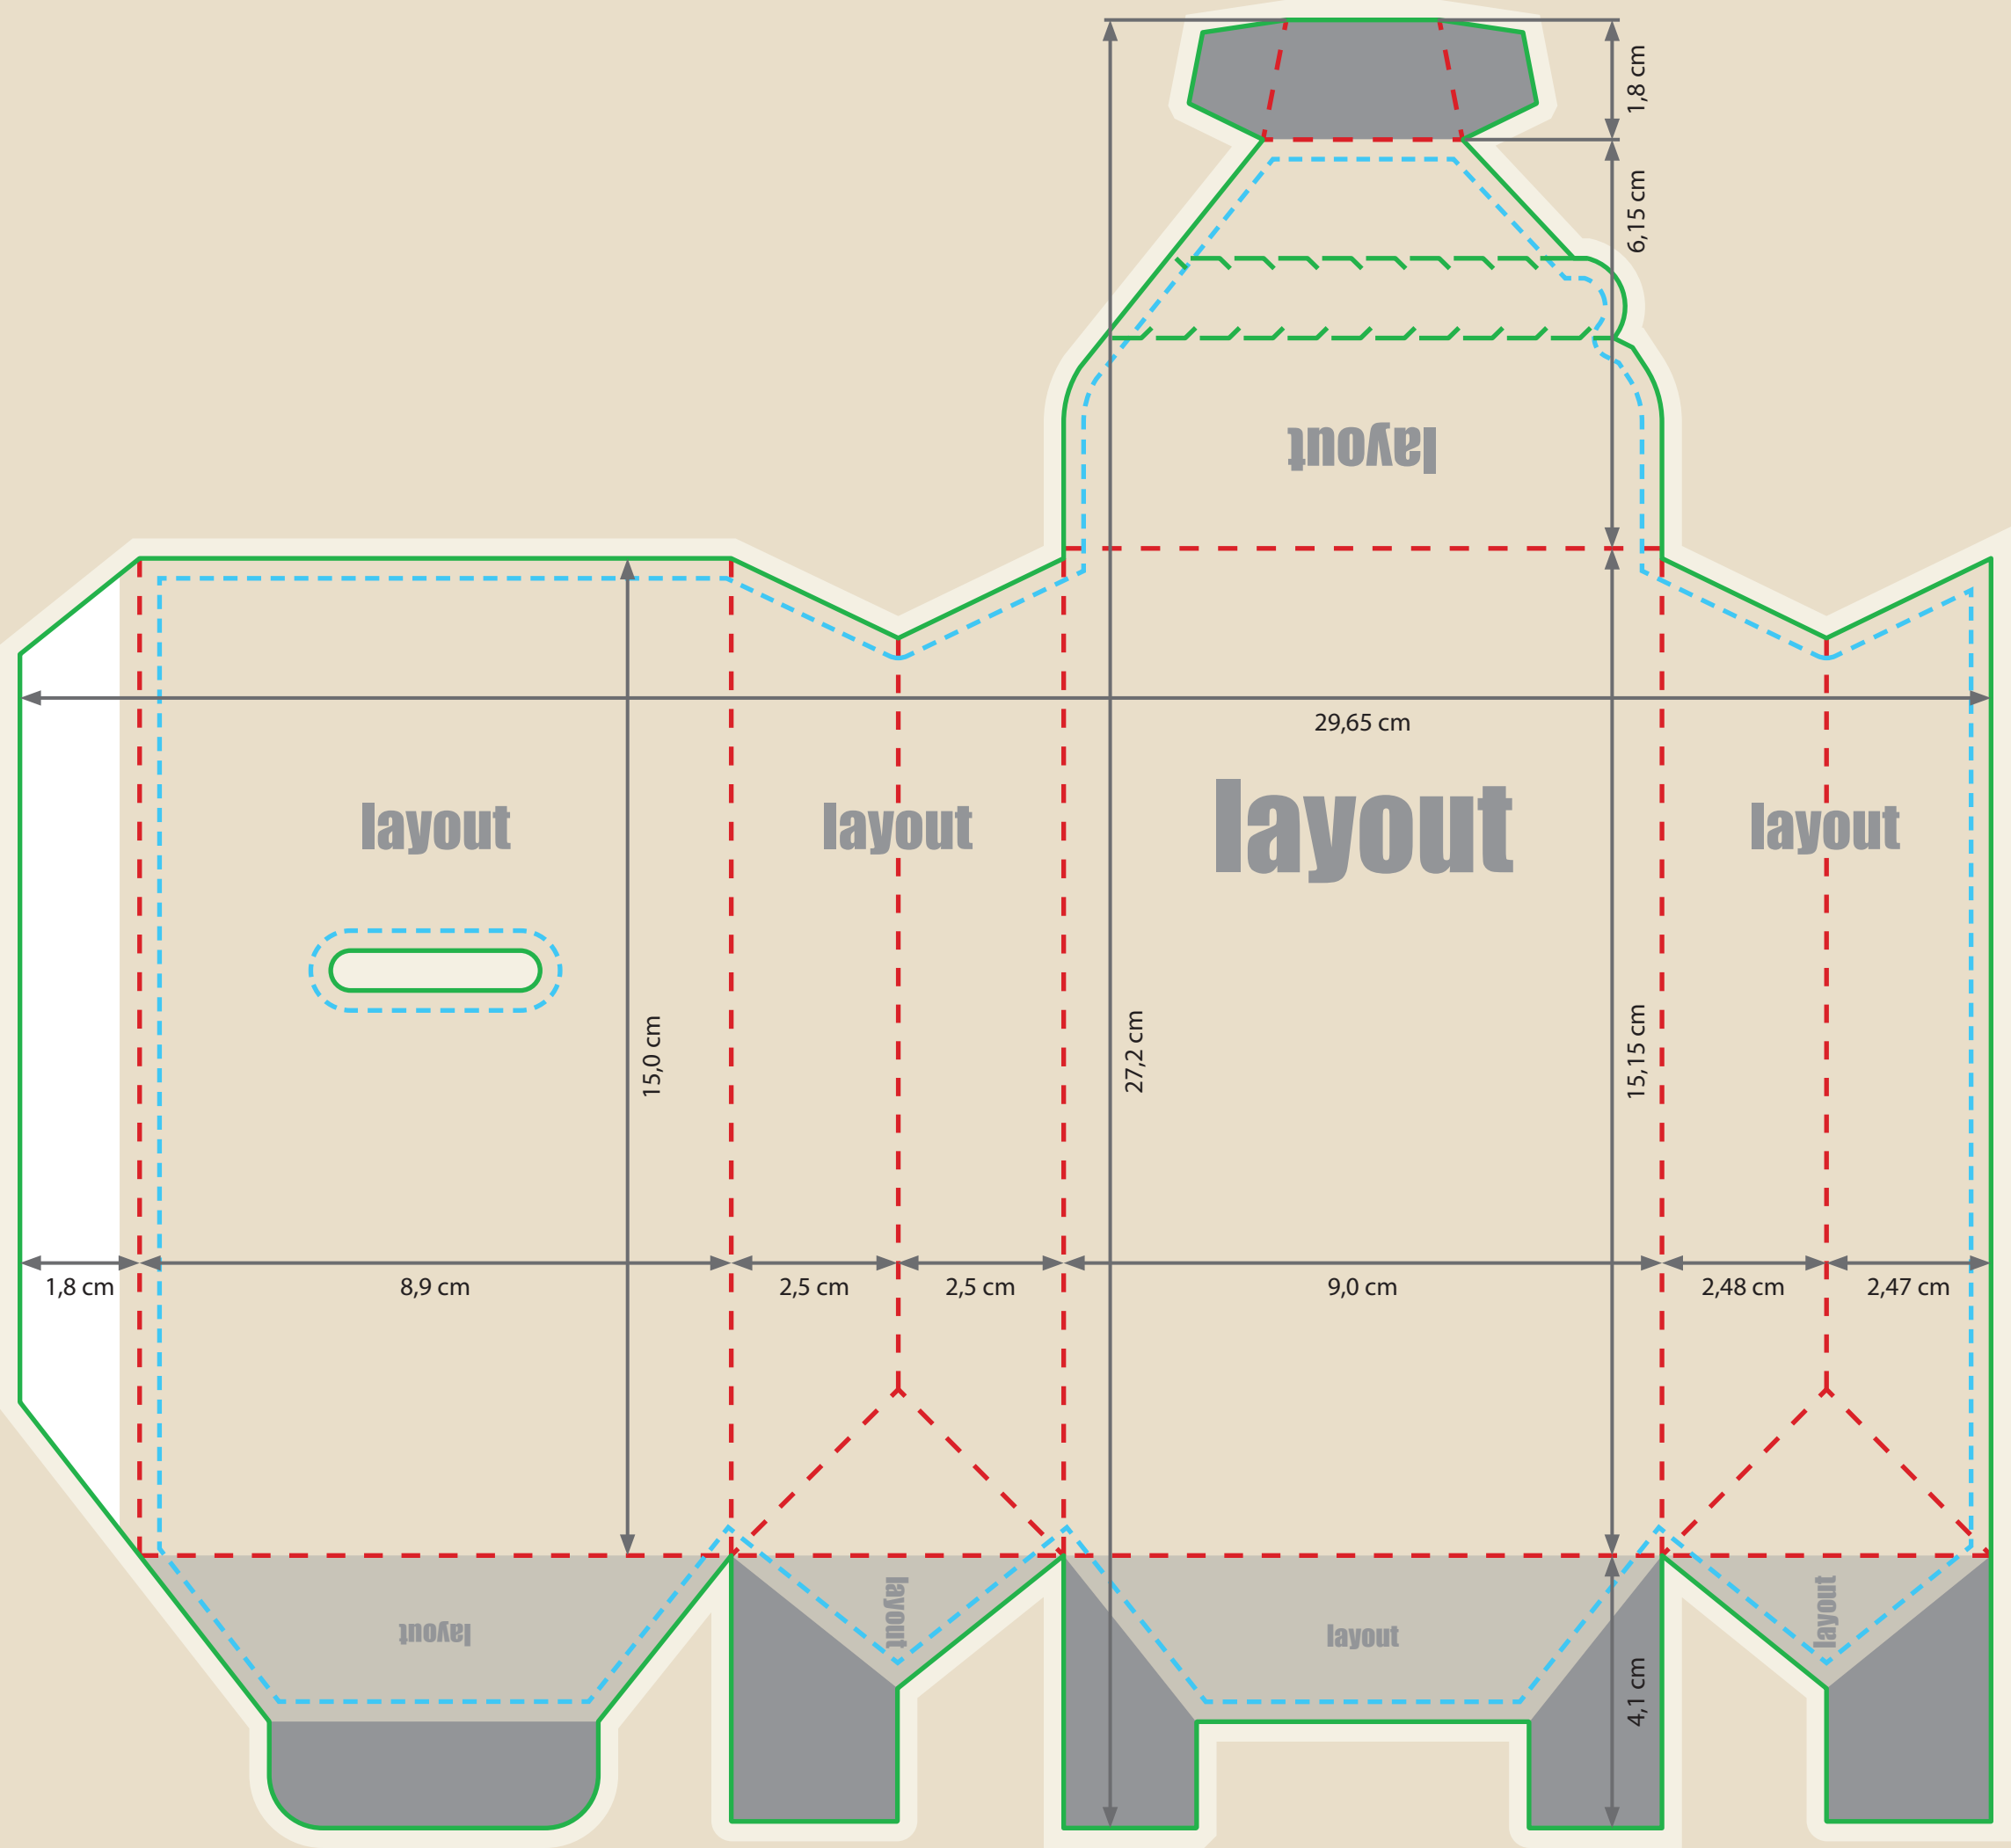 1,8 cm
6,15 cm
layout
29,65 cm
layout
layout
layout
layout
15,0 cm
27,2 cm
15,15 cm
1,8 cm
8,9 cm
2,5 cm
2,5 cm
9,0 cm
2,48 cm
2,47 cm
layout
layout
layout
layout
4,1 cm